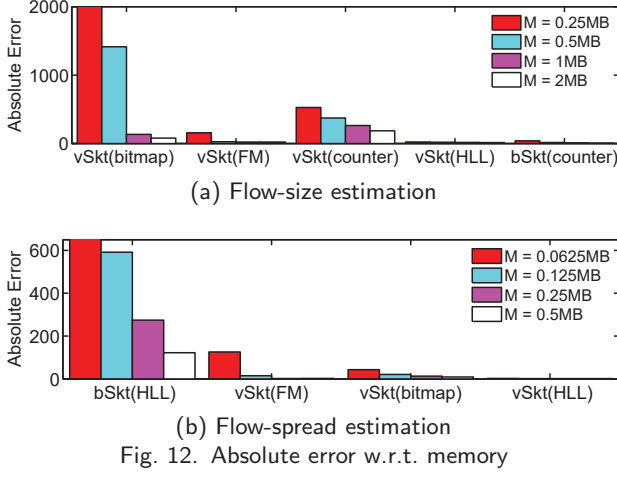 2000
1000
0
Absolute Error
M = 0.25MB
M = 0.5MB
M = 1MB
M = 2MB
vSkt(bitmap) vSkt(FM) vSkt(counter) vSkt(HLL) bSkt(counter)
(a) Flow-size estimation
600
400
200
0
Absolute Error
M = 0.0625MB
M = 0.125MB
M = 0.25MB
M = 0.5MB
bSkt(HLL) vSkt(FM) vSkt(bitmap) vSkt(HLL)
(b) Flow-spread estimation
Fig. 12. Absolute error w.r.t. memory